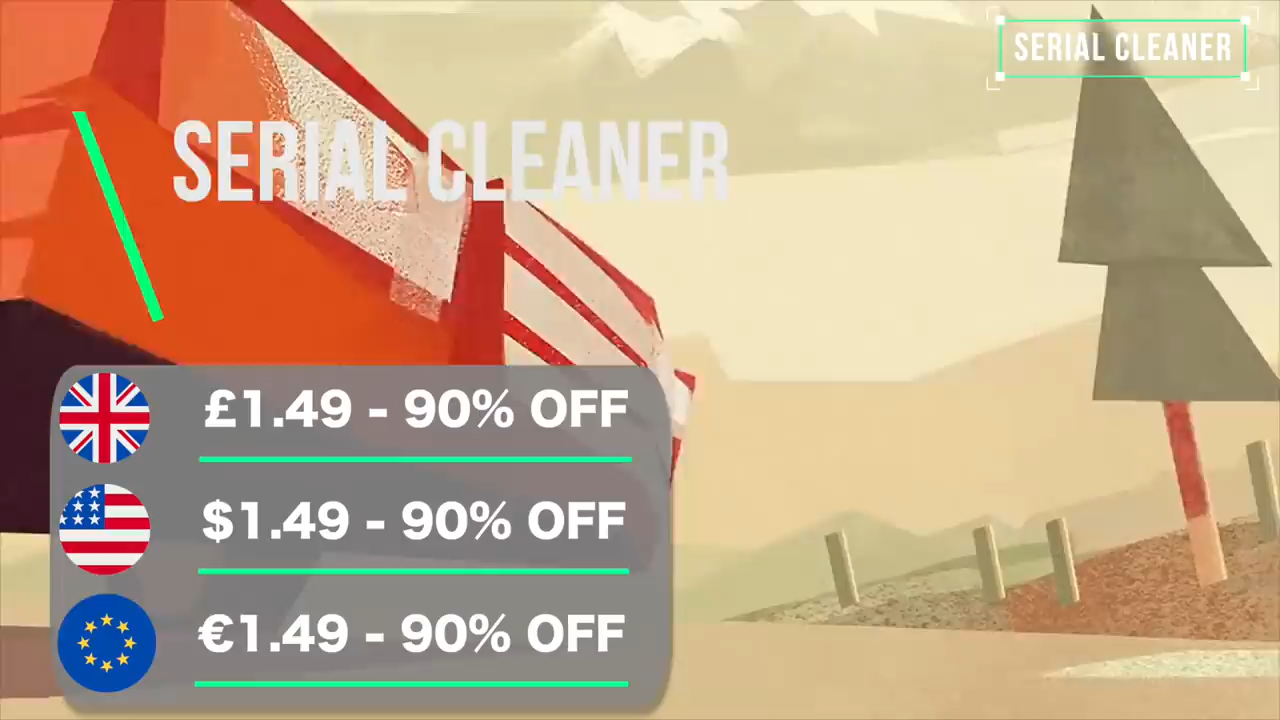 SERIAL CLEANER
SERIAL CLEANER
£1.49 - 90% OFF
$1.49 - 90% OFF
€1.49 - 90% OFF